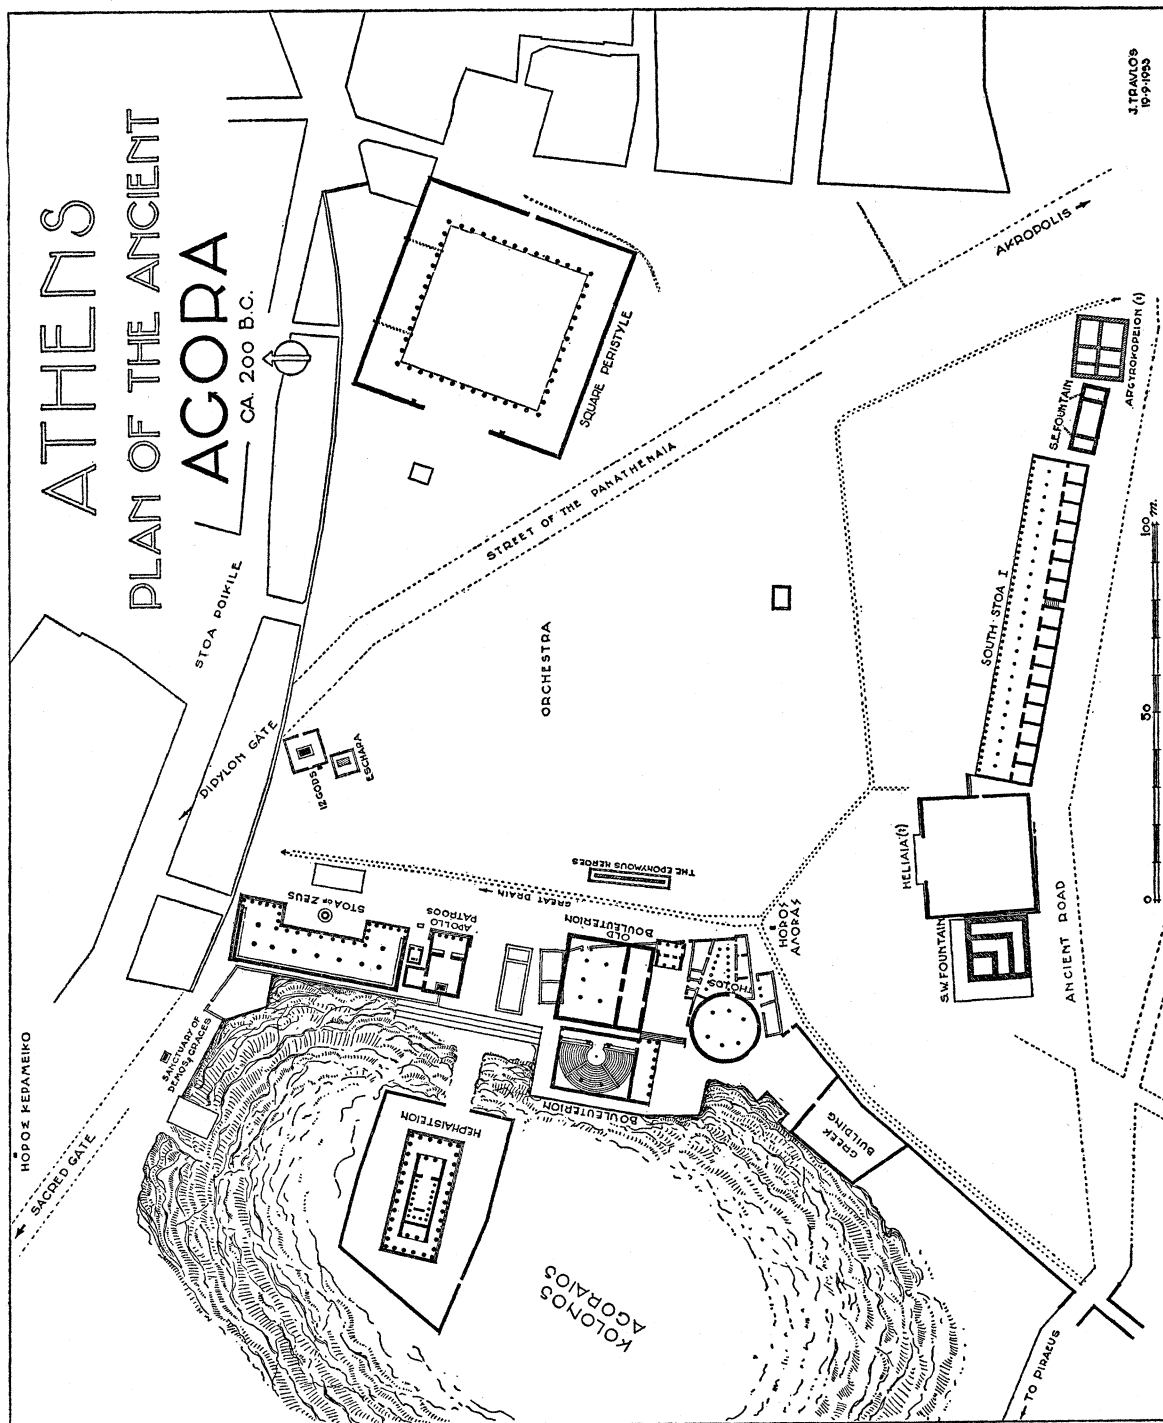 ATHENS
PLAN OF THE ANCIENT
AGORA
CA. 200 B.C.
J. TRAVLOS
19-9-1953
STOA POIKILE
DIPYLON GATE
12 GODS
ESCHARA
SQUARE PERISTYLE
STREET OF THE PANATHENAIA
AKROPOLIS
ORCHESTRA
ΗΟΡΟΣ ΚΕΡΑΜΕΙΚΟ
SACRED GATE
SANCTUARY OF
DEMOS & GRACES
STOA OF ZEUS
APOLLO
PATROOS
GREAT DRAIN
THE EPONYMOUS HEROES
OLD
BOULEUTERION
BOULEUTERION
THOLOS
HOROS
ΑΛΟΡΑΣ
HEPHAISTEION
KOLONOS
AGORAIOS
GREEK
BUILDING
HELIAIA (?)
S.W. FOUNTAIN
SOUTH STOA I
S.E. FOUNTAIN
ARGYROKOPEION (?)
ANCIENT ROAD
TO PIRAEUS
0 50 100 m.